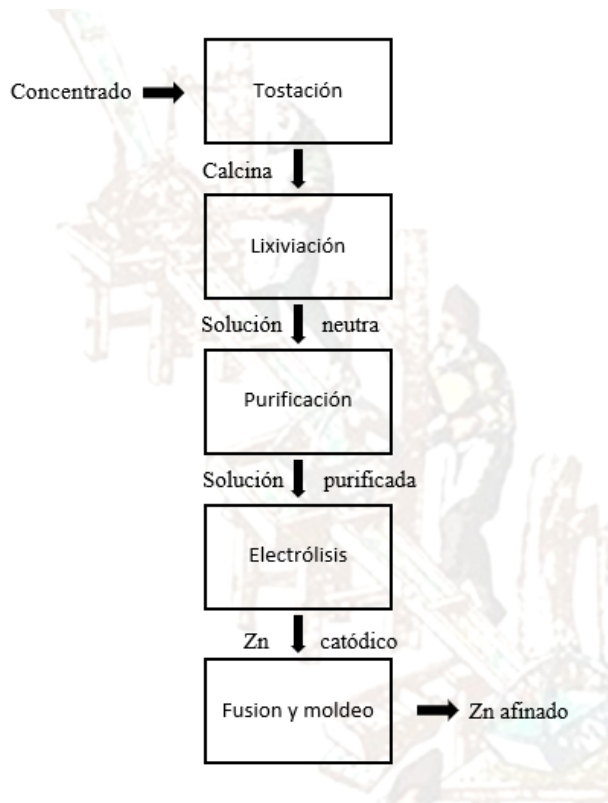 Concentrado
Tostación
Calcina
Lixiviación
Solución neutra
Purificación
Solución purificada
Electrólisis
Zn catódico
Fusion y moldeo
Zn afinado